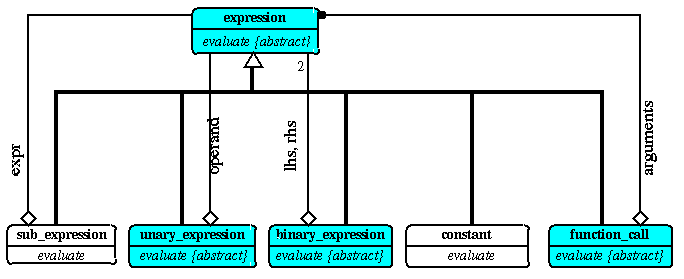 expression
evaluate {abstract}
2
expr
operand
lhs, rhs
arguments
sub_expression
evaluate
unary_expression
evaluate {abstract}
binary_expression
evaluate {abstract}
constant
evaluate
function_call
evaluate {abstract}